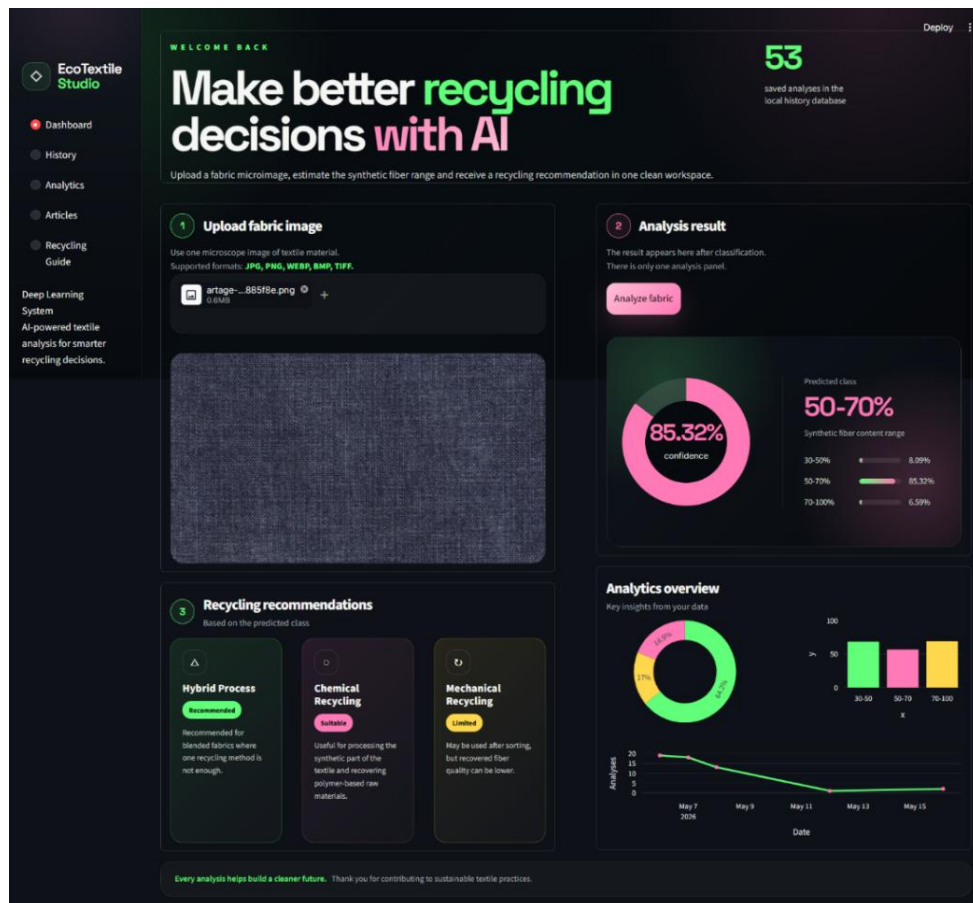 Deploy
EcoTextile
Studio
Dashboard
History
Analytics
Articles
Recycling
Guide
Deep Learning
System
AI-powered textile
analysis for smarter
recycling decisions.
WELCOME BACK
Make better recycling
decisions with AI
Upload a fabric microimage, estimate the synthetic fiber range and receive a recycling recommendation in one clean workspace.
53
saved analyses in the
local history database
1
Upload fabric image
Use one microscope image of textile material.
Supported formats: JPG, PNG, WEBP, BMP, TIFF.
artage-...885f8e.png
0.6MB
2
Analysis result
The result appears here after classification.
There is only one analysis panel.
Analyze fabric
85.32%
confidence
Predicted class
50-70%
Synthetic fiber content range
30-50% 8.09%
50-70% 85.32%
70-100% 6.59%
3
Recycling recommendations
Based on the predicted class
Hybrid Process
Recommended
Recommended for
blended fabrics where
one recycling method is
not enough.
Chemical
Recycling
Suitable
Useful for processing the
synthetic part of the
textile and recovering
polymer-based raw
materials.
Mechanical
Recycling
Limited
May be used after sorting,
but recovered fiber
quality can be lower.
Analytics overview
Key insights from your data
18.9%
17%
64.2%
100
50
0
y
30-50 50-70 70-100
x
20
15
10
5
0
Analyses
May 7 May 9 May 11 May 13 May 15
2026
Date
Every analysis helps build a cleaner future. Thank you for contributing to sustainable textile practices.